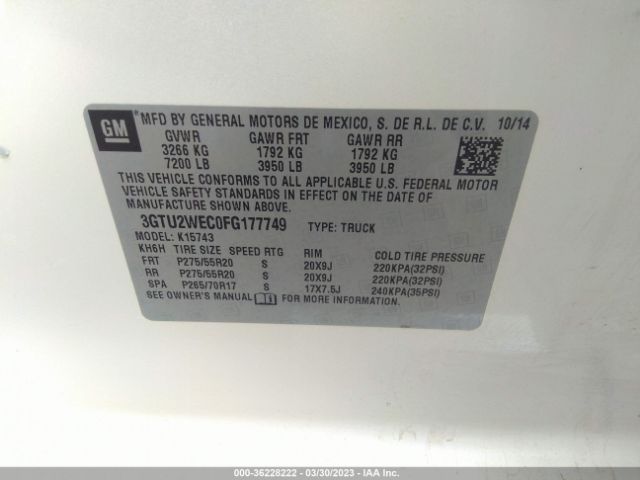 GM
MFD BY GENERAL MOTORS DE MEXICO, S. DE R.L. DE C.V. 10/14
GVWR GAWR FRT GAWR RR
3266 KG 1792 KG 1792 KG
7200 LB 3950 LB 3950 LB
THIS VEHICLE CONFORMS TO ALL APPLICABLE U.S. FEDERAL MOTOR
VEHICLE SAFETY STANDARDS IN EFFECT ON THE DATE OF
MANUFACTURE SHOWN ABOVE.
3GTU2WEC0FG177749 TYPE: TRUCK
MODEL: K15743
KH6H TIRE SIZE SPEED RTG RIM COLD TIRE PRESSURE
FRT P275/55R20 S 20X9J 220KPA(32PSI)
RR P275/55R20 S 20X9J 220KPA(32PSI)
SPA P265/70R17 S 17X7.5J 240KPA(35PSI)
SEE OWNER'S MANUAL FOR MORE INFORMATION.
000-36228222 — 03/30/2023 — IAA Inc.